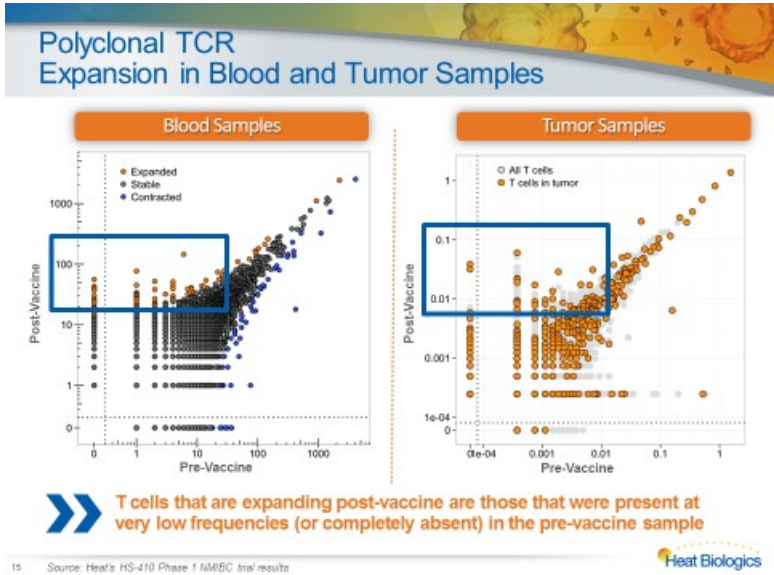 Polyclonal TCR
Expansion in Blood and Tumor Samples
Blood Samples
Expanded
Stable
Contracted
1000
100
10
1
0
Post-Vaccine
0 1 10 100 1000
Pre-Vaccine
Tumor Samples
All T cells
T cells in tumor
1
0.1
0.01
0.001
1e-04
0
Post-Vaccine
0 1e-04 0.001 0.01 0.1 1
Pre-Vaccine
T cells that are expanding post-vaccine are those that were present at
very low frequencies (or completely absent) in the pre-vaccine sample
15 Source: Heat's HS-410 Phase 1 NMIBC trial results
Heat Biologics